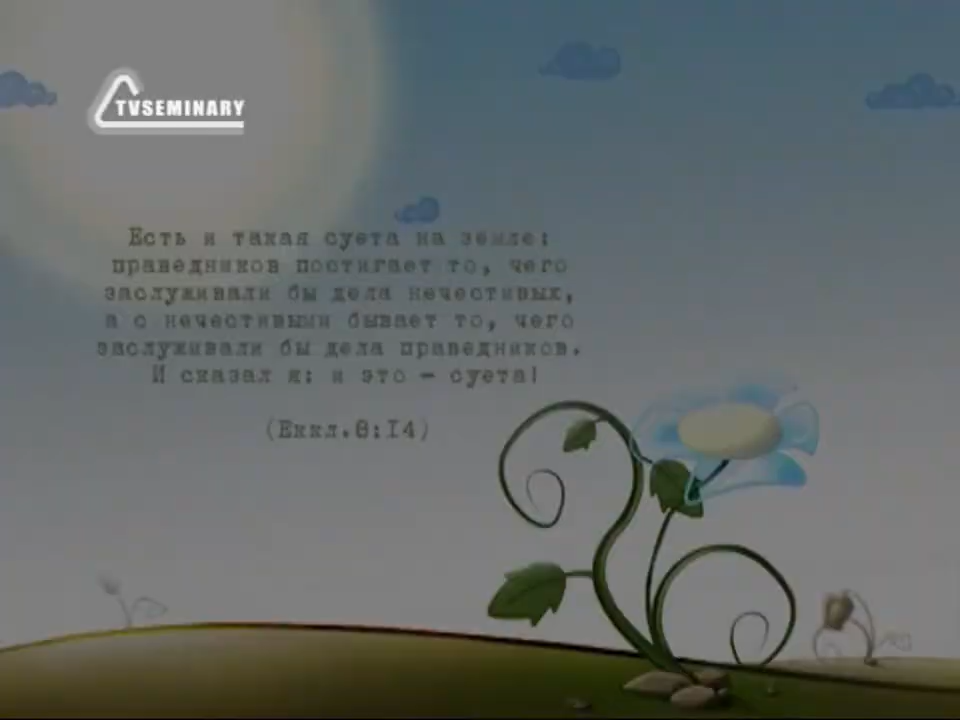 TVSEMINARY
Есть и такая суета на земле:
праведников постигает то, чего
заслуживали бы дела нечестивых,
а с нечестивыми бывает то, чего
заслуживали бы дела праведников.
И сказал я: и это – суета!
(Еккл.8:14)